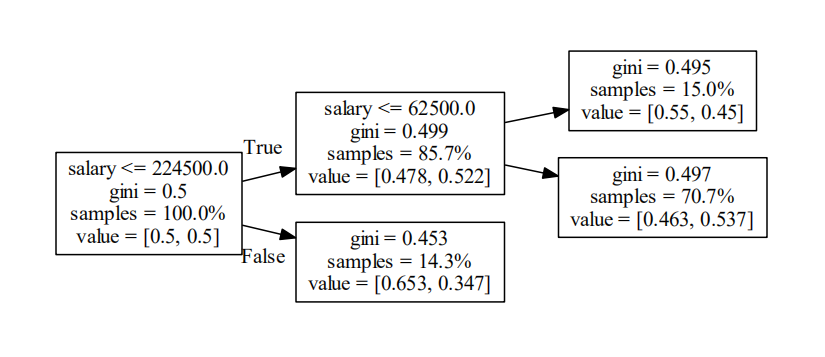 salary <= 224500.0
gini = 0.5
samples = 100.0%
value = [0.5, 0.5]
True
False
salary <= 62500.0
gini = 0.499
samples = 85.7%
value = [0.478, 0.522]
gini = 0.453
samples = 14.3%
value = [0.653, 0.347]
gini = 0.495
samples = 15.0%
value = [0.55, 0.45]
gini = 0.497
samples = 70.7%
value = [0.463, 0.537]